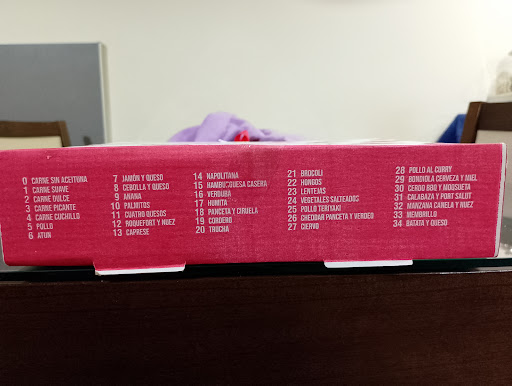 0 CARNE SIN ACEITUNA
1 CARNE SUAVE
2 CARNE DULCE
3 CARNE PICANTE
4 CARNE CUCHILLO
5 POLLO
6 ATUN
7 JAMÓN Y QUESO
8 CEBOLLA Y QUESO
9 ANANA
10 PALMITOS
11 CUATRO QUESOS
12 ROQUEFORT Y NUEZ
13 CAPRESE
14 NAPOLITANA
15 HAMBURGUESA CASERA
16 VERDURA
17 HUMITA
18 PANCETA Y CIRUELA
19 CORDERO
20 TRUCHA
21 BROCOLI
22 HONGOS
23 LENTEJAS
24 VEGETALES SALTEADOS
25 POLLO TERIYAKI
26 CHEDDAR PANCETA Y VERDEO
27 CIERVO
28 POLLO AL CURRY
29 BONDIOLA CERVEZA Y MIEL
30 CERDO BBQ Y MOSQUETA
31 CALABAZA Y PORT SALUT
32 MANZANA CANELA Y NUEZ
33 MEMBRILLO
34 BATATA Y QUESO